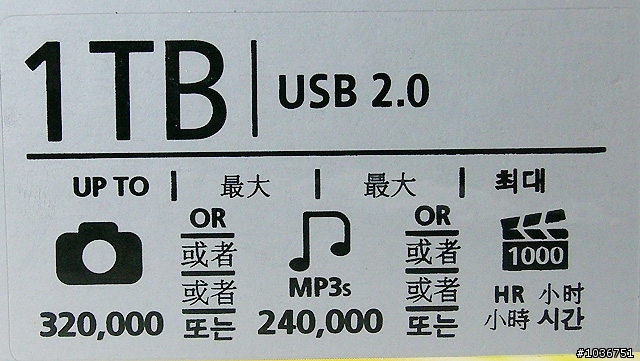 1TB | USB 2.0
UP TO | 最大 | 最大 | 최대
OR
或者
或者
또는
320,000
MP3s
240,000
OR
或者
或者
또는
1000
HR 小时
小時 시간
#1036751